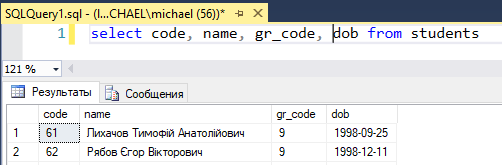 SQLQuery1.sql - (l...CHAEL\michael (56))*
1 select code, name, gr_code, dob from students
121 %
Результаты Сообщения
code name gr_code dob
1 61 Лихачов Тимофій Анатолійович 9 1998-09-25
2 62 Рябов Єгор Вікторович 9 1998-12-11